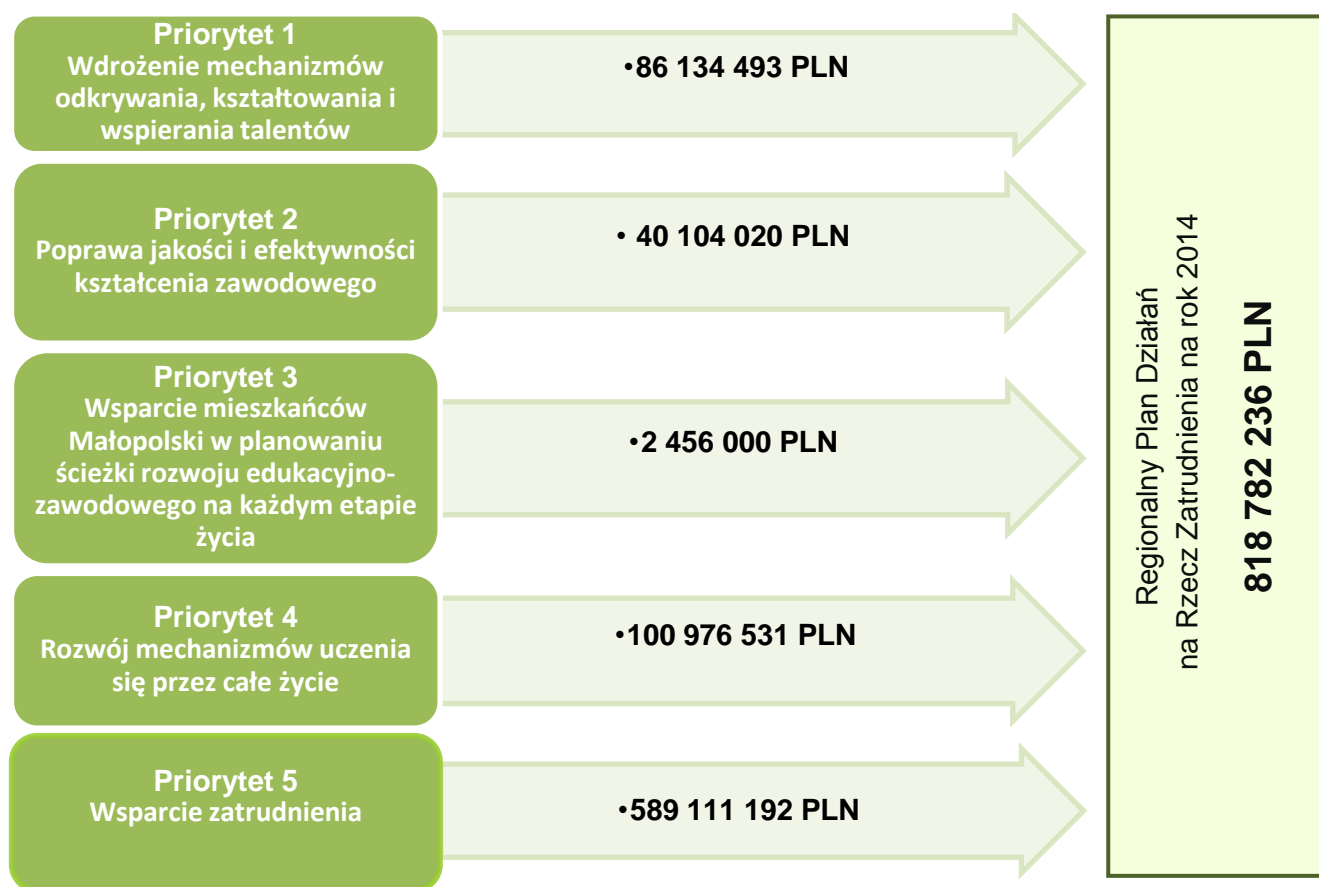 Priorytet 1
Wdrożenie mechanizmów
odkrywania, kształtowania i
wspierania talentów
•86 134 493 PLN
Priorytet 2
Poprawa jakości i efektywności
kształcenia zawodowego
• 40 104 020 PLN
Priorytet 3
Wsparcie mieszkańców
Małopolski w planowaniu
ścieżki rozwoju edukacyjno-
zawodowego na każdym etapie
życia
•2 456 000 PLN
Priorytet 4
Rozwój mechanizmów uczenia
się przez całe życie
•100 976 531 PLN
Priorytet 5
Wsparcie zatrudnienia
•589 111 192 PLN
Regionalny Plan Działań
na Rzecz Zatrudnienia na rok 2014
818 782 236 PLN